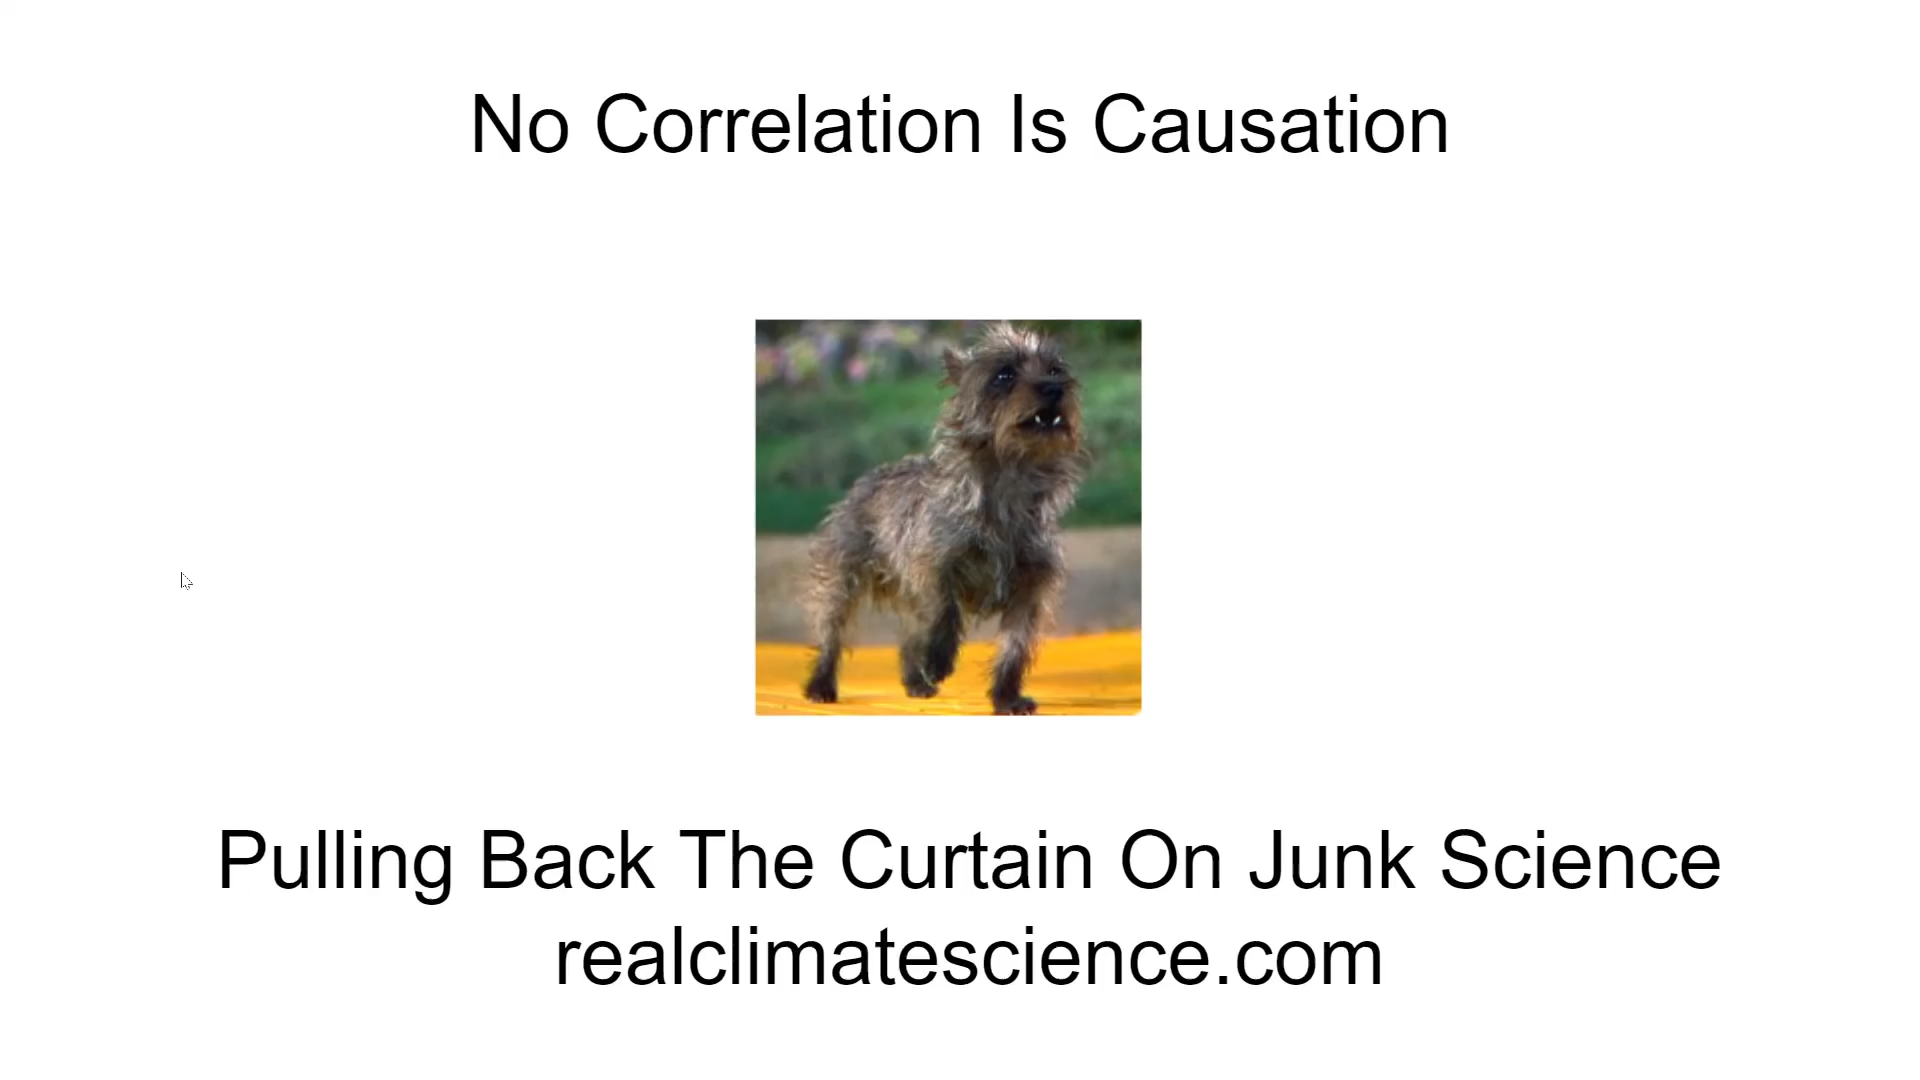 No Correlation Is Causation
Pulling Back The Curtain On Junk Science
realclimatescience.com